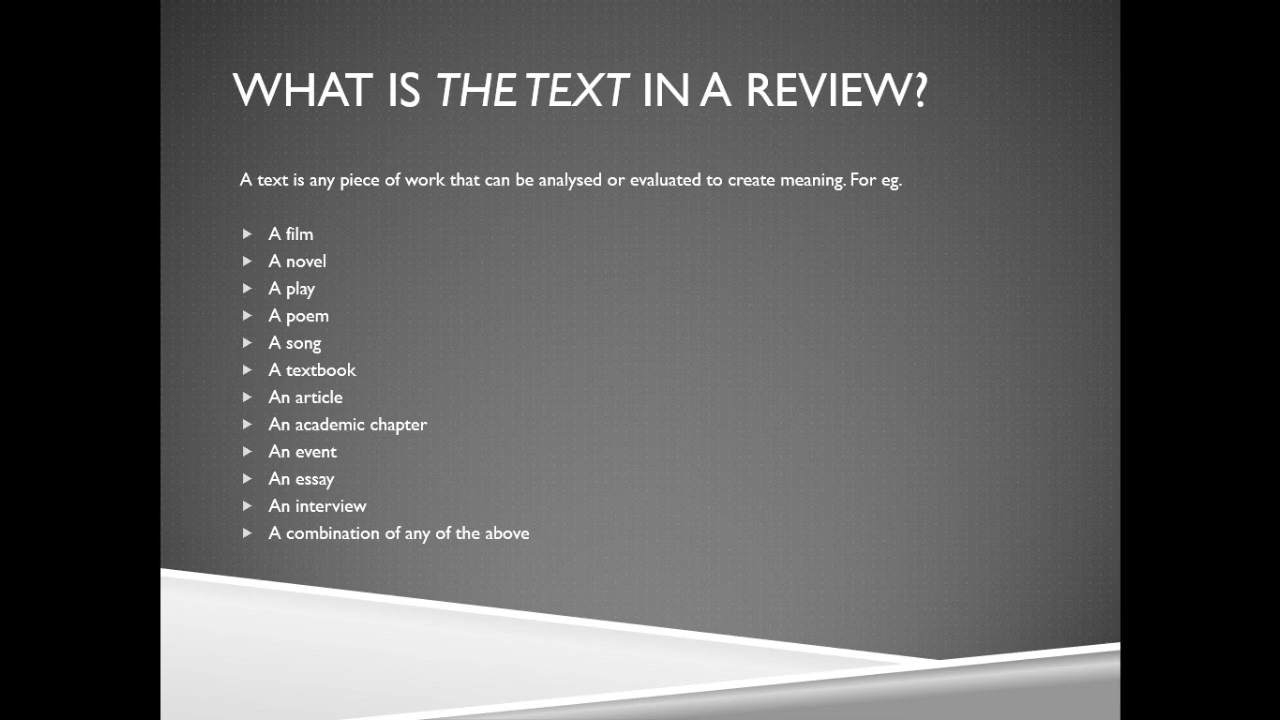 WHAT IS THE TEXT IN A REVIEW?
A text is any piece of work that can be analysed or evaluated to create meaning. For eg.
A film
A novel
A play
A poem
A song
A textbook
An article
An academic chapter
An event
An essay
An interview
A combination of any of the above